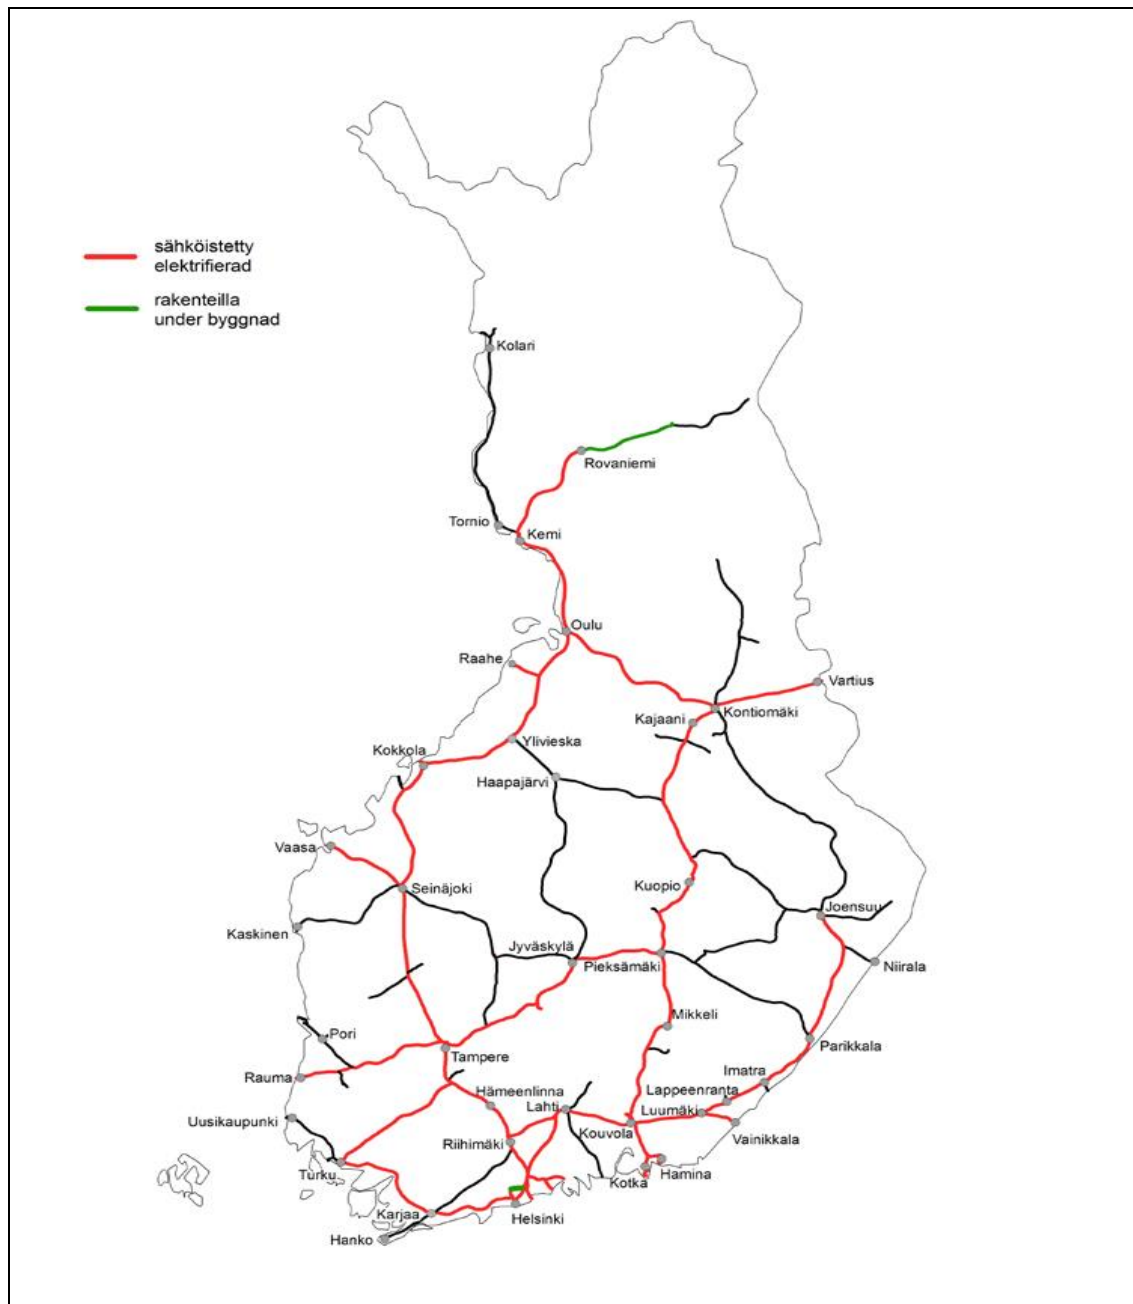 sähköistetty
elektrifierad
rakenteilla
under byggnad
Kolari
Rovaniemi
Tornio
Kemi
Oulu
Raahe
Vartius
Kontiomäki
Kajaani
Ylivieska
Kokkola
Haapajärvi
Vaasa
Seinäjoki
Kuopio
Joensuu
Kaskinen
Jyväskylä
Pieksämäki
Niirala
Mikkeli
Pori
Parikkala
Tampere
Imatra
Rauma
Hämeenlinna
Lappeenranta
Lahti
Luumäki
Uusikaupunki
Kouvola
Vainikkala
Riihimäki
Turku
Hamina
Kotka
Karjaa
Helsinki
Hanko